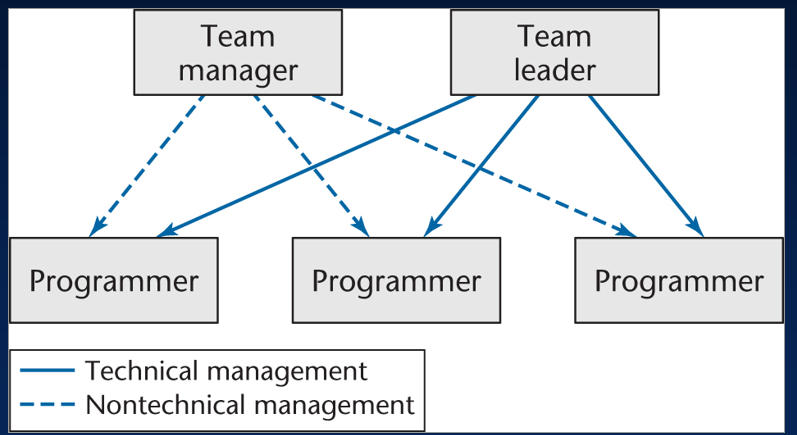 Team
manager
Team
leader
Programmer
Programmer
Programmer
Technical management
Nontechnical management